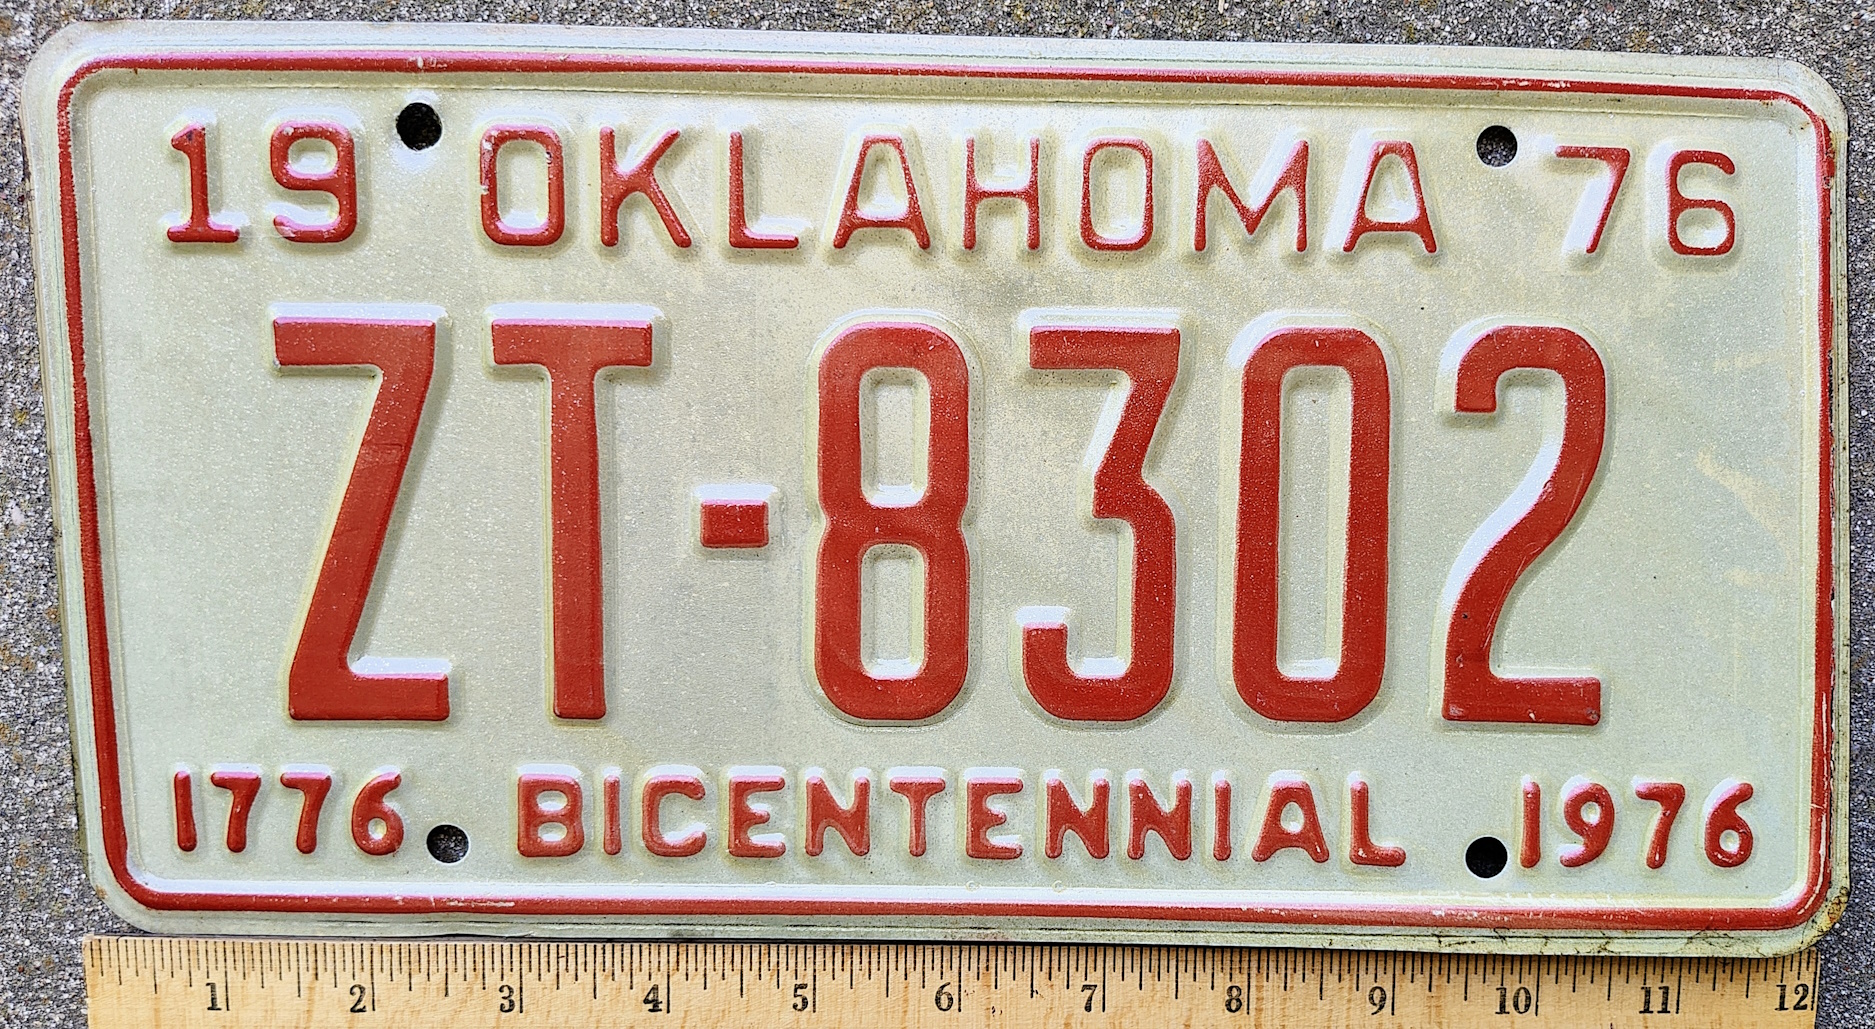 19 OKLAHOMA 76
ZT-8302
1776 BICENTENNIAL 1976
1 2 3 4 5 6 7 8 9 10 11 12